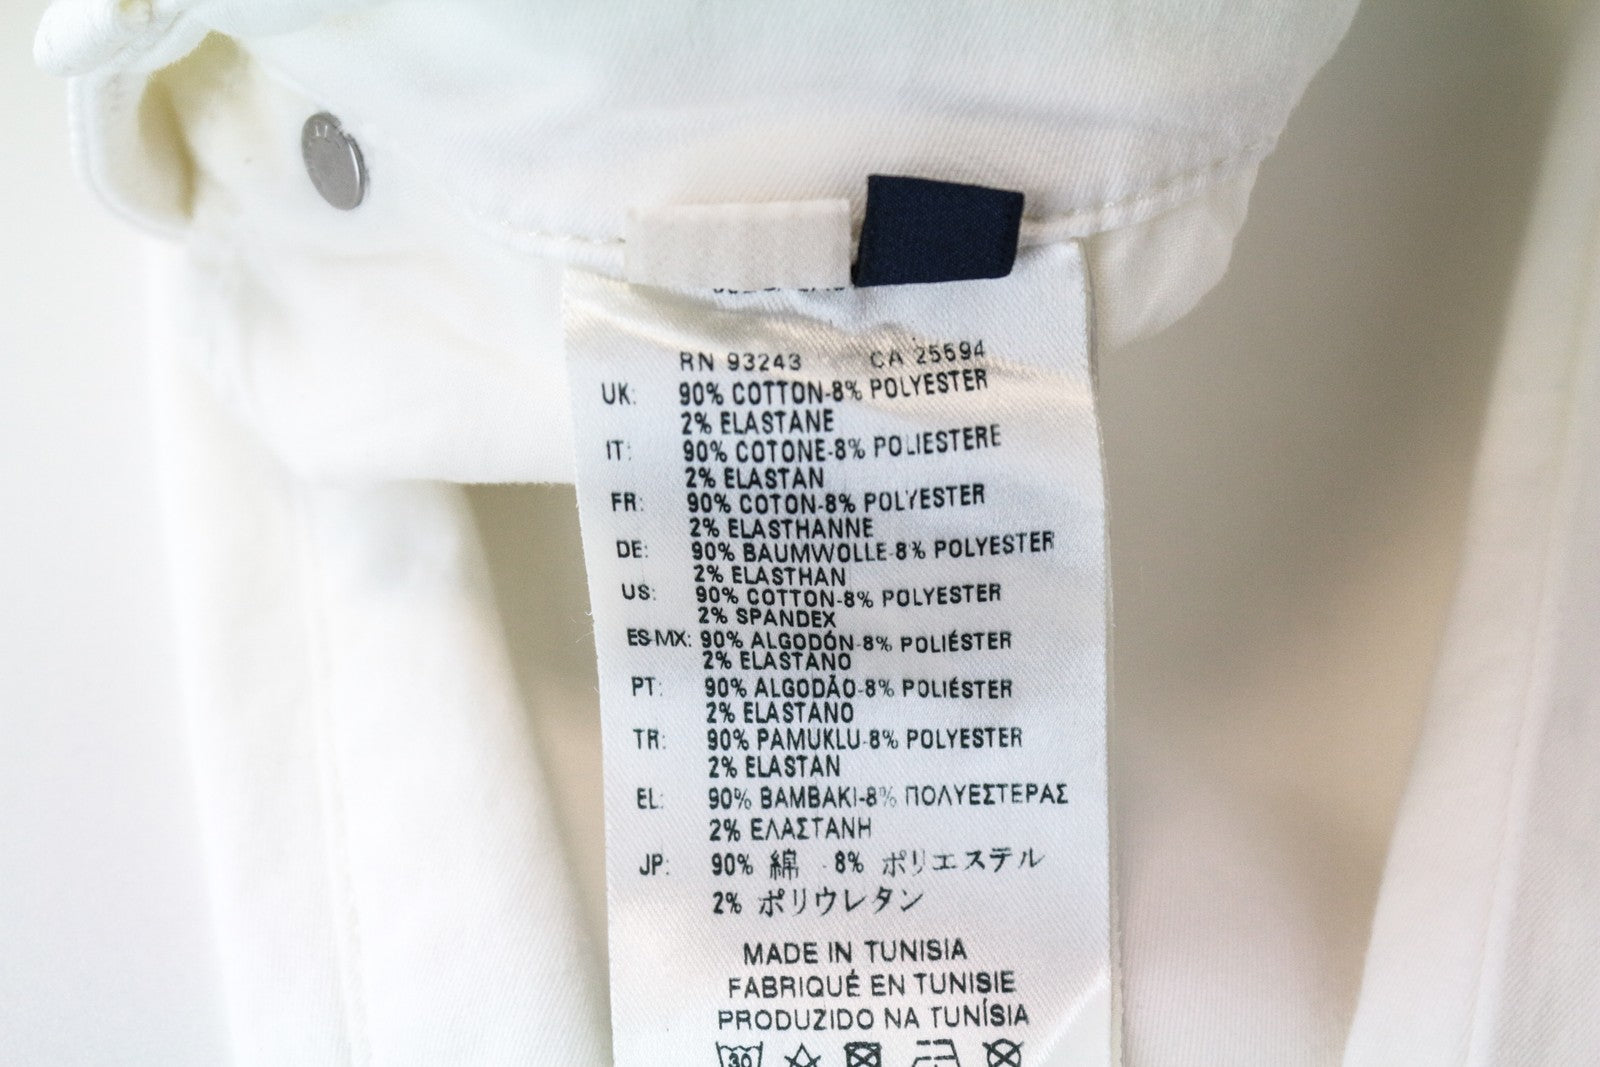 RN 93243 CA 25694
UK: 90% COTTON-8% POLYESTER
2% ELASTANE
IT: 90% COTONE-8% POLIESTERE
2% ELASTAN
FR: 90% COTON-8% POLYESTER
2% ELASTHANNE
DE: 90% BAUMWOLLE-8% POLYESTER
2% ELASTHAN
US: 90% COTTON-8% POLYESTER
2% SPANDEX
ES-MX: 90% ALGODÓN-8% POLIÉSTER
2% ELASTANO
PT: 90% ALGODÃO-8% POLIÉSTER
2% ELASTANO
TR: 90% PAMUKLU-8% POLYESTER
2% ELASTAN
EL: 90% ΒΑΜΒΑΚΙ-8% ΠΟΛΥΕΣΤΕΡΑΣ
2% ΕΛΑΣΤΑΝΗ
JP: 90% 綿 -8% ポリエステル
2% ポリウレタン
MADE IN TUNISIA
FABRIQUÉ EN TUNISIE
PRODUZIDO NA TUNÍSIA
30